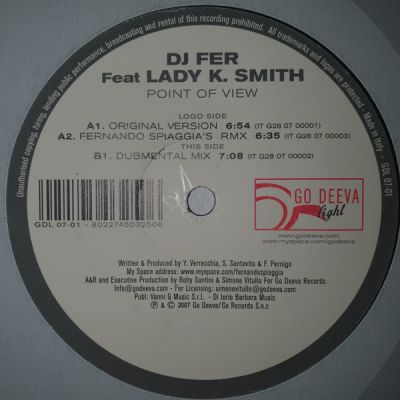 Unauthorised copying, hiring, lending, public performance, broadcasting and rental of this recording prohibited. All trademarks and logos are protected - Made in Italy - GDL 07-01
DJ FER
Feat LADY K. SMITH
POINT OF VIEW
LOGO SIDE
A1. ORIGINAL VERSION 6:54 (IT G28 07 00001)
A2. FERNANDO SPIAGGIA'S RMX 6:35 (IT G28 07 00003)
THIS SIDE
B1. DUBMENTAL MIX 7:08 (IT G28 07 00002)
GDL 07-01 - 8022745032506
GO DEEVA
light
www.godeeva.com
www.myspace.com/godeeva
Written & Produced by Y. Verrecchia, S. Santovito & F. Pernigo
My Space address: www.myspace.com/fernandospiaggia
A&R and Executive Production by Roby Santini & Simone Vitullo For Go Deeva Records
info@godeeva.com - For Licensing: simonevitullo@godeeva.com
Publ: Vanni G Music S.r.l. - Di Iorio Barbara Music
℗ & © 2007 Go Deeva/Go Records S.n.c